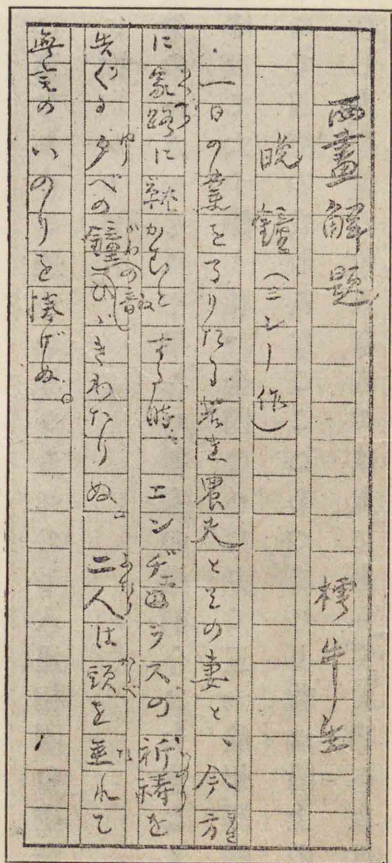 西畫解題 樗牛生
晩鐘(ミレー作)
一日の業を了りたる若き農夫とその妻と、今方に
家路に歸かむとする時、エンヂェラスの祈祷を
告ぐる夕べの鐘の音ひゞきわたりぬ。二人は頭を垂れて
無言のいのりを捧げぬ。